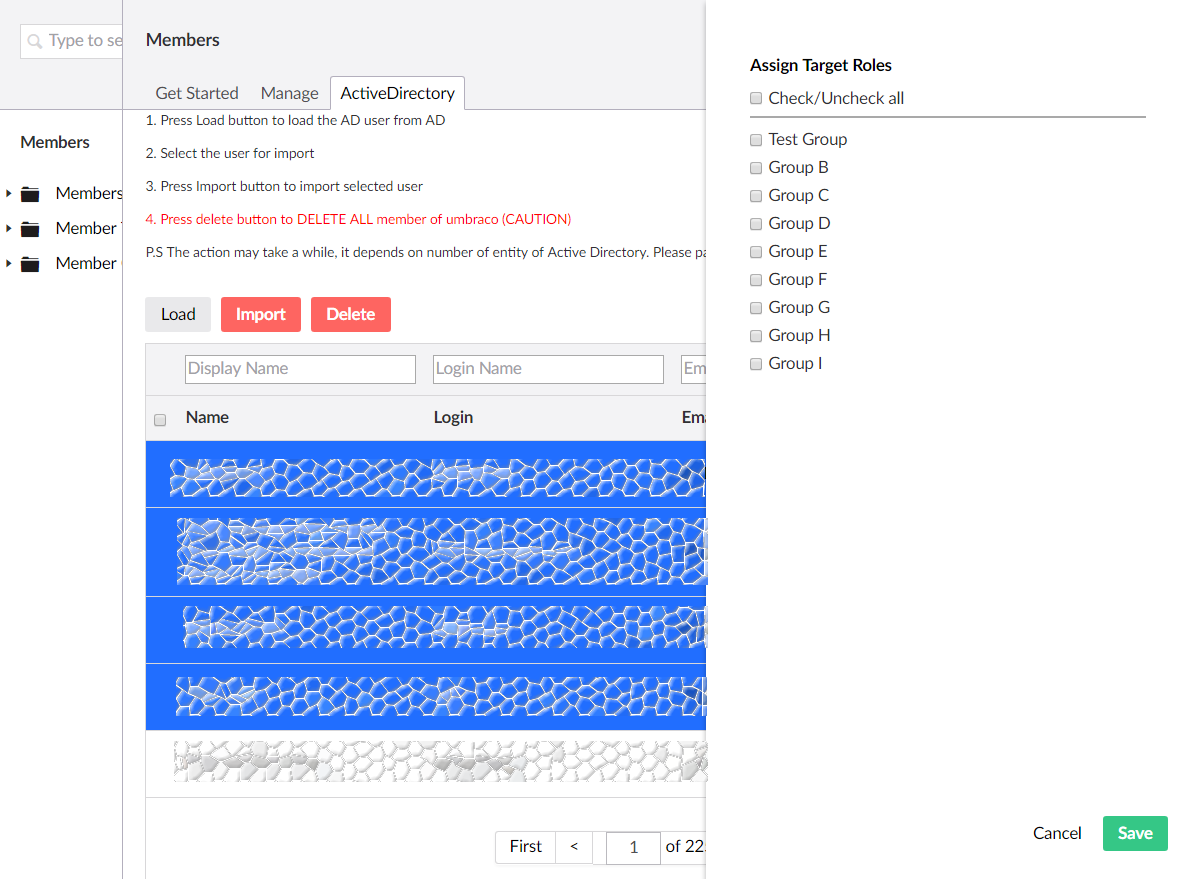 Type to se
Members
Members
Member
Member
Members
Get Started Manage ActiveDirectory
1. Press Load button to load the AD user from AD
2. Select the user for import
3. Press Import button to import selected user
4. Press delete button to DELETE ALL member of umbraco (CAUTION)
P.S The action may take a while, it depends on number of entity of Active Directory. Please pa
Load Import Delete
Display Name Login Name Em
Name Login Ema
First < 1 of 22
Assign Target Roles
Check/Uncheck all
Test Group
Group B
Group C
Group D
Group E
Group F
Group G
Group H
Group I
Cancel Save